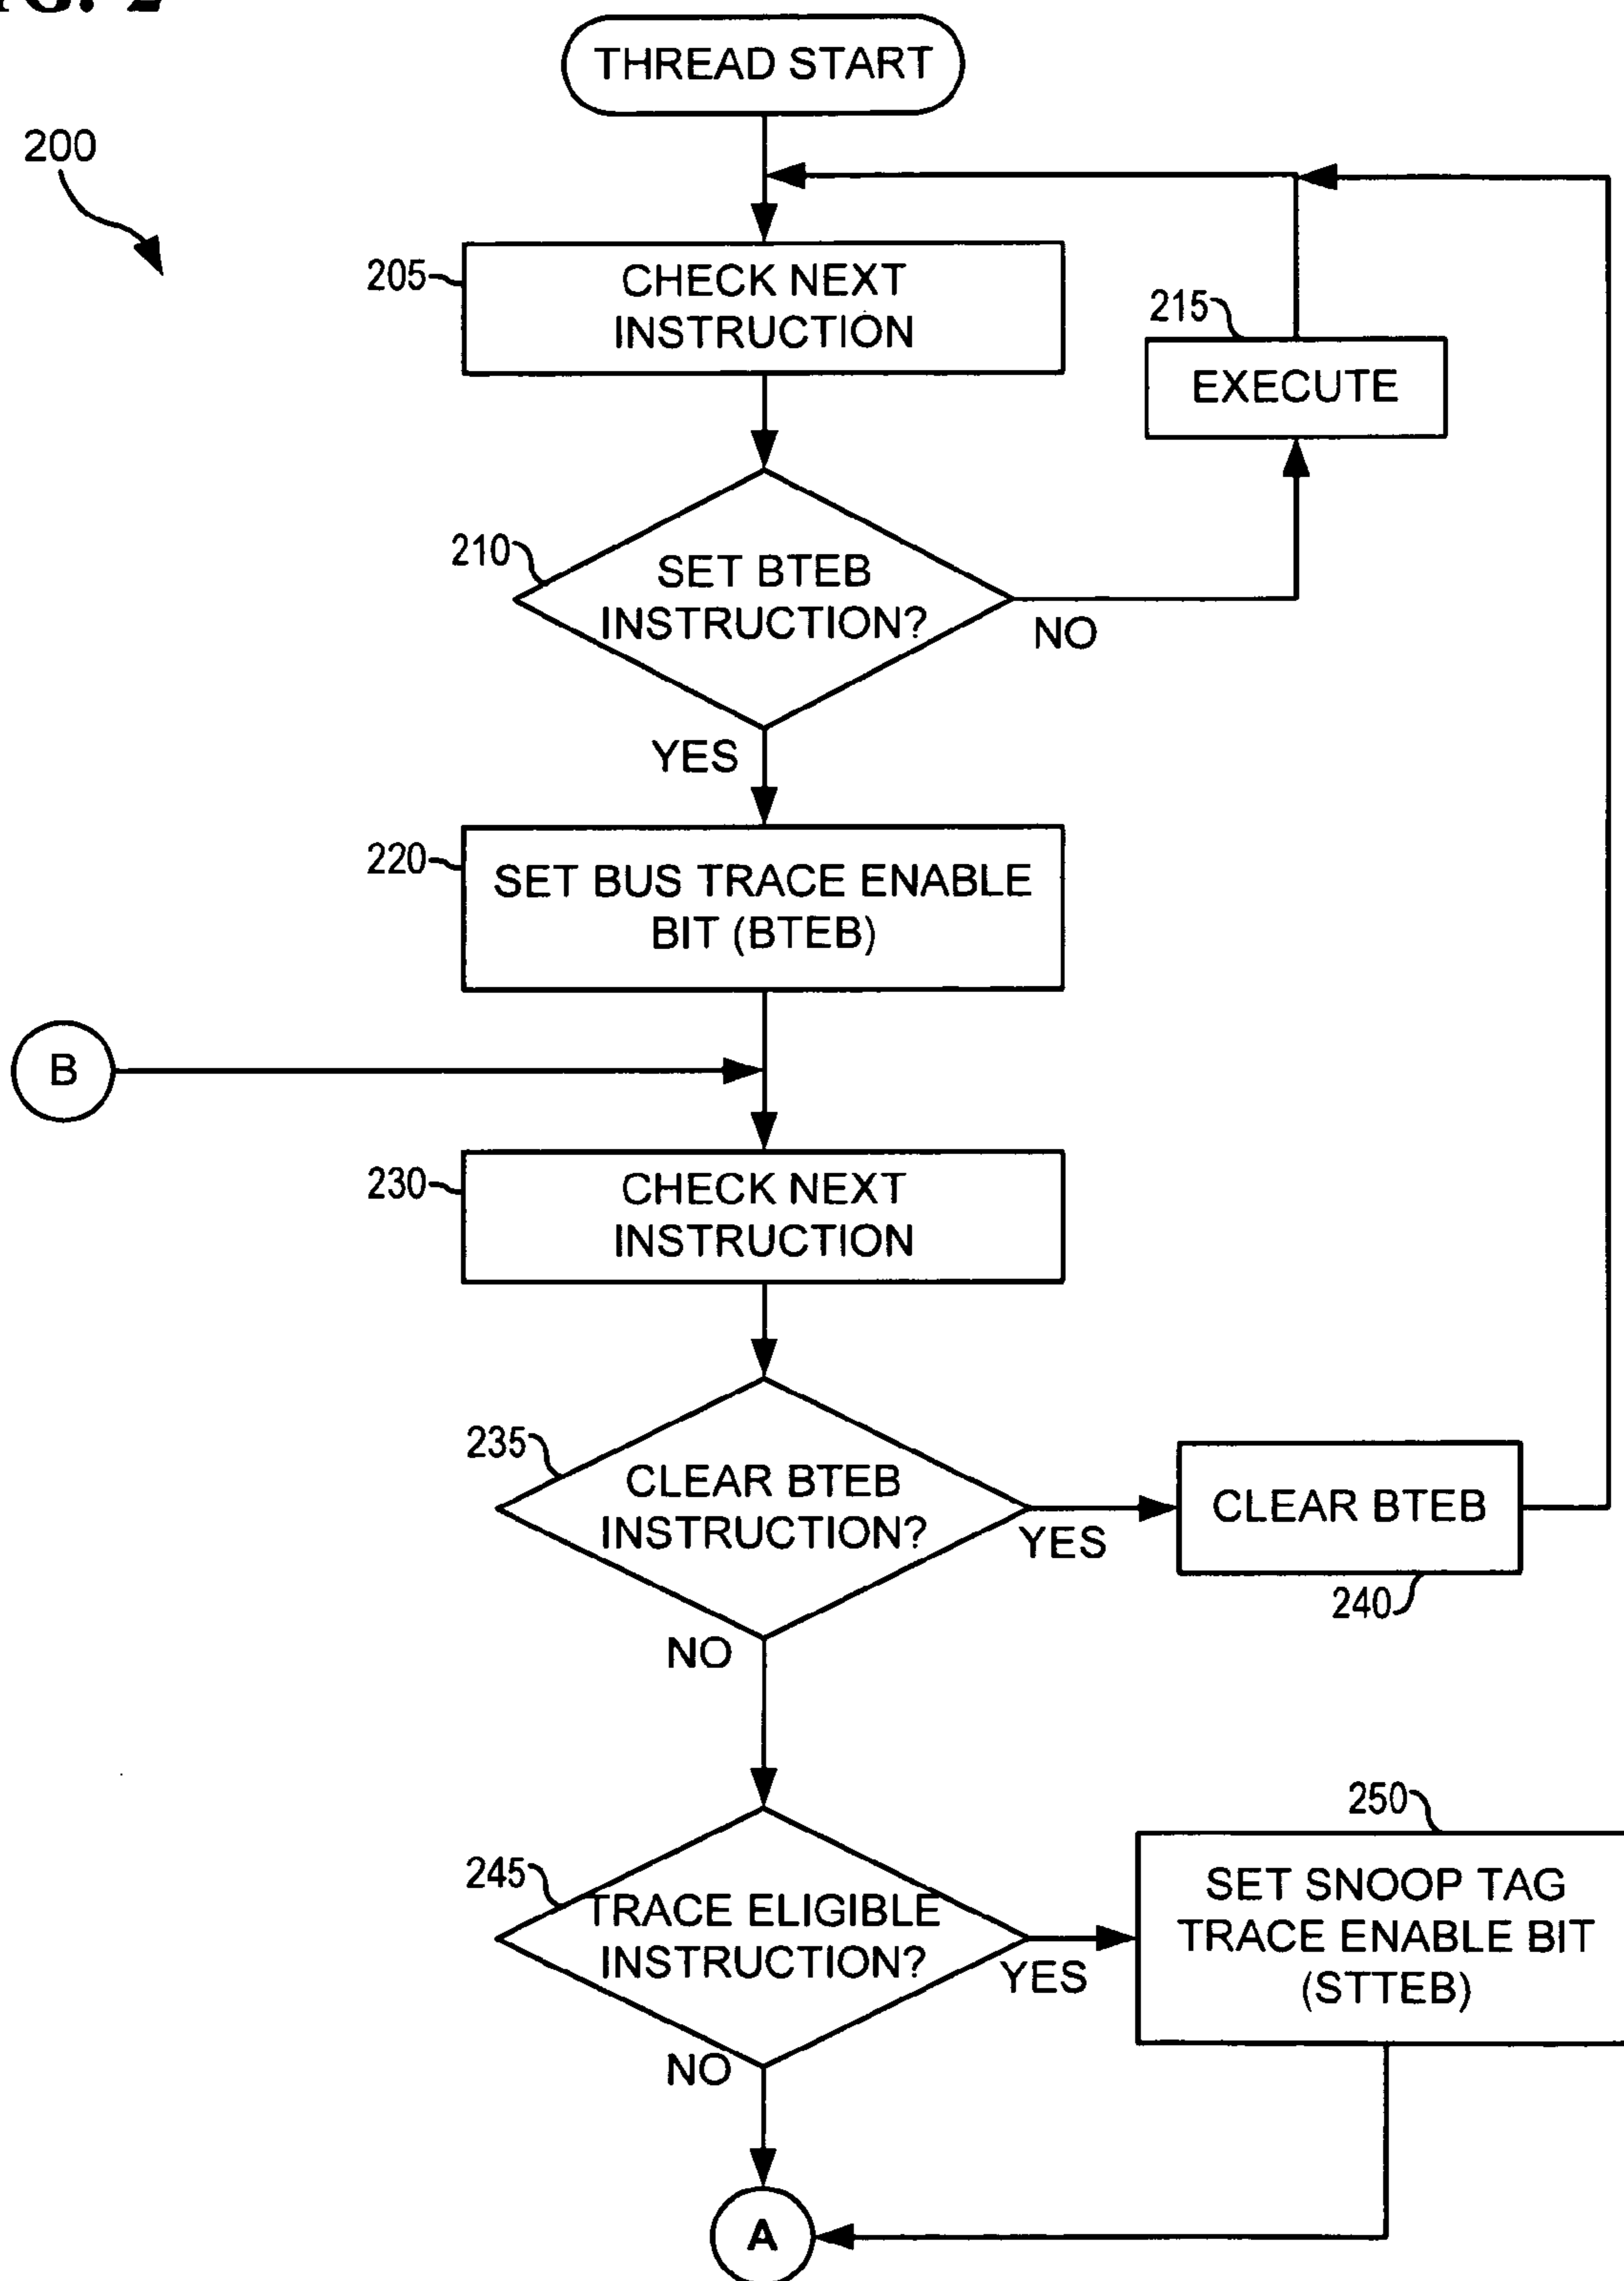 THREAD START
200
205
CHECK NEXT
INSTRUCTION
215
EXECUTE
210
SET BTEB
INSTRUCTION?
NO
YES
220
SET BUS TRACE ENABLE
BIT (BTEB)
B
230
CHECK NEXT
INSTRUCTION
235
CLEAR BTEB
INSTRUCTION?
YES
CLEAR BTEB
240
NO
250
245
TRACE ELIGIBLE
INSTRUCTION?
YES
SET SNOOP TAG
TRACE ENABLE BIT
(STTEB)
NO
A